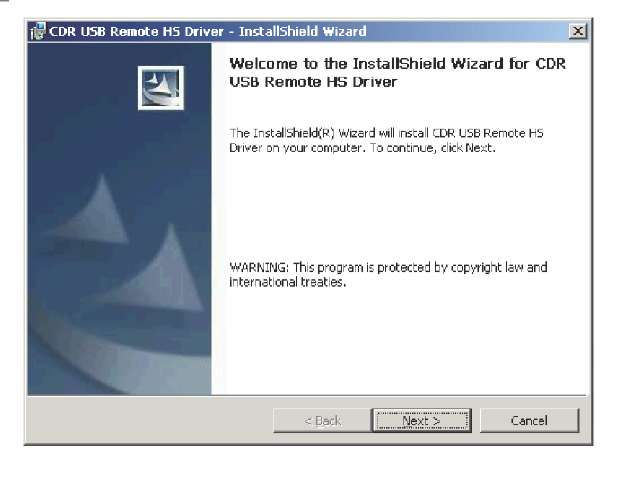 CDR USB Remote HS Driver - InstallShield Wizard
Welcome to the InstallShield Wizard for CDR
USB Remote HS Driver
The InstallShield(R) Wizard will install CDR USB Remote HS
Driver on your computer. To continue, click Next.
WARNING: This program is protected by copyright law and
international treaties.
< Back Next > Cancel